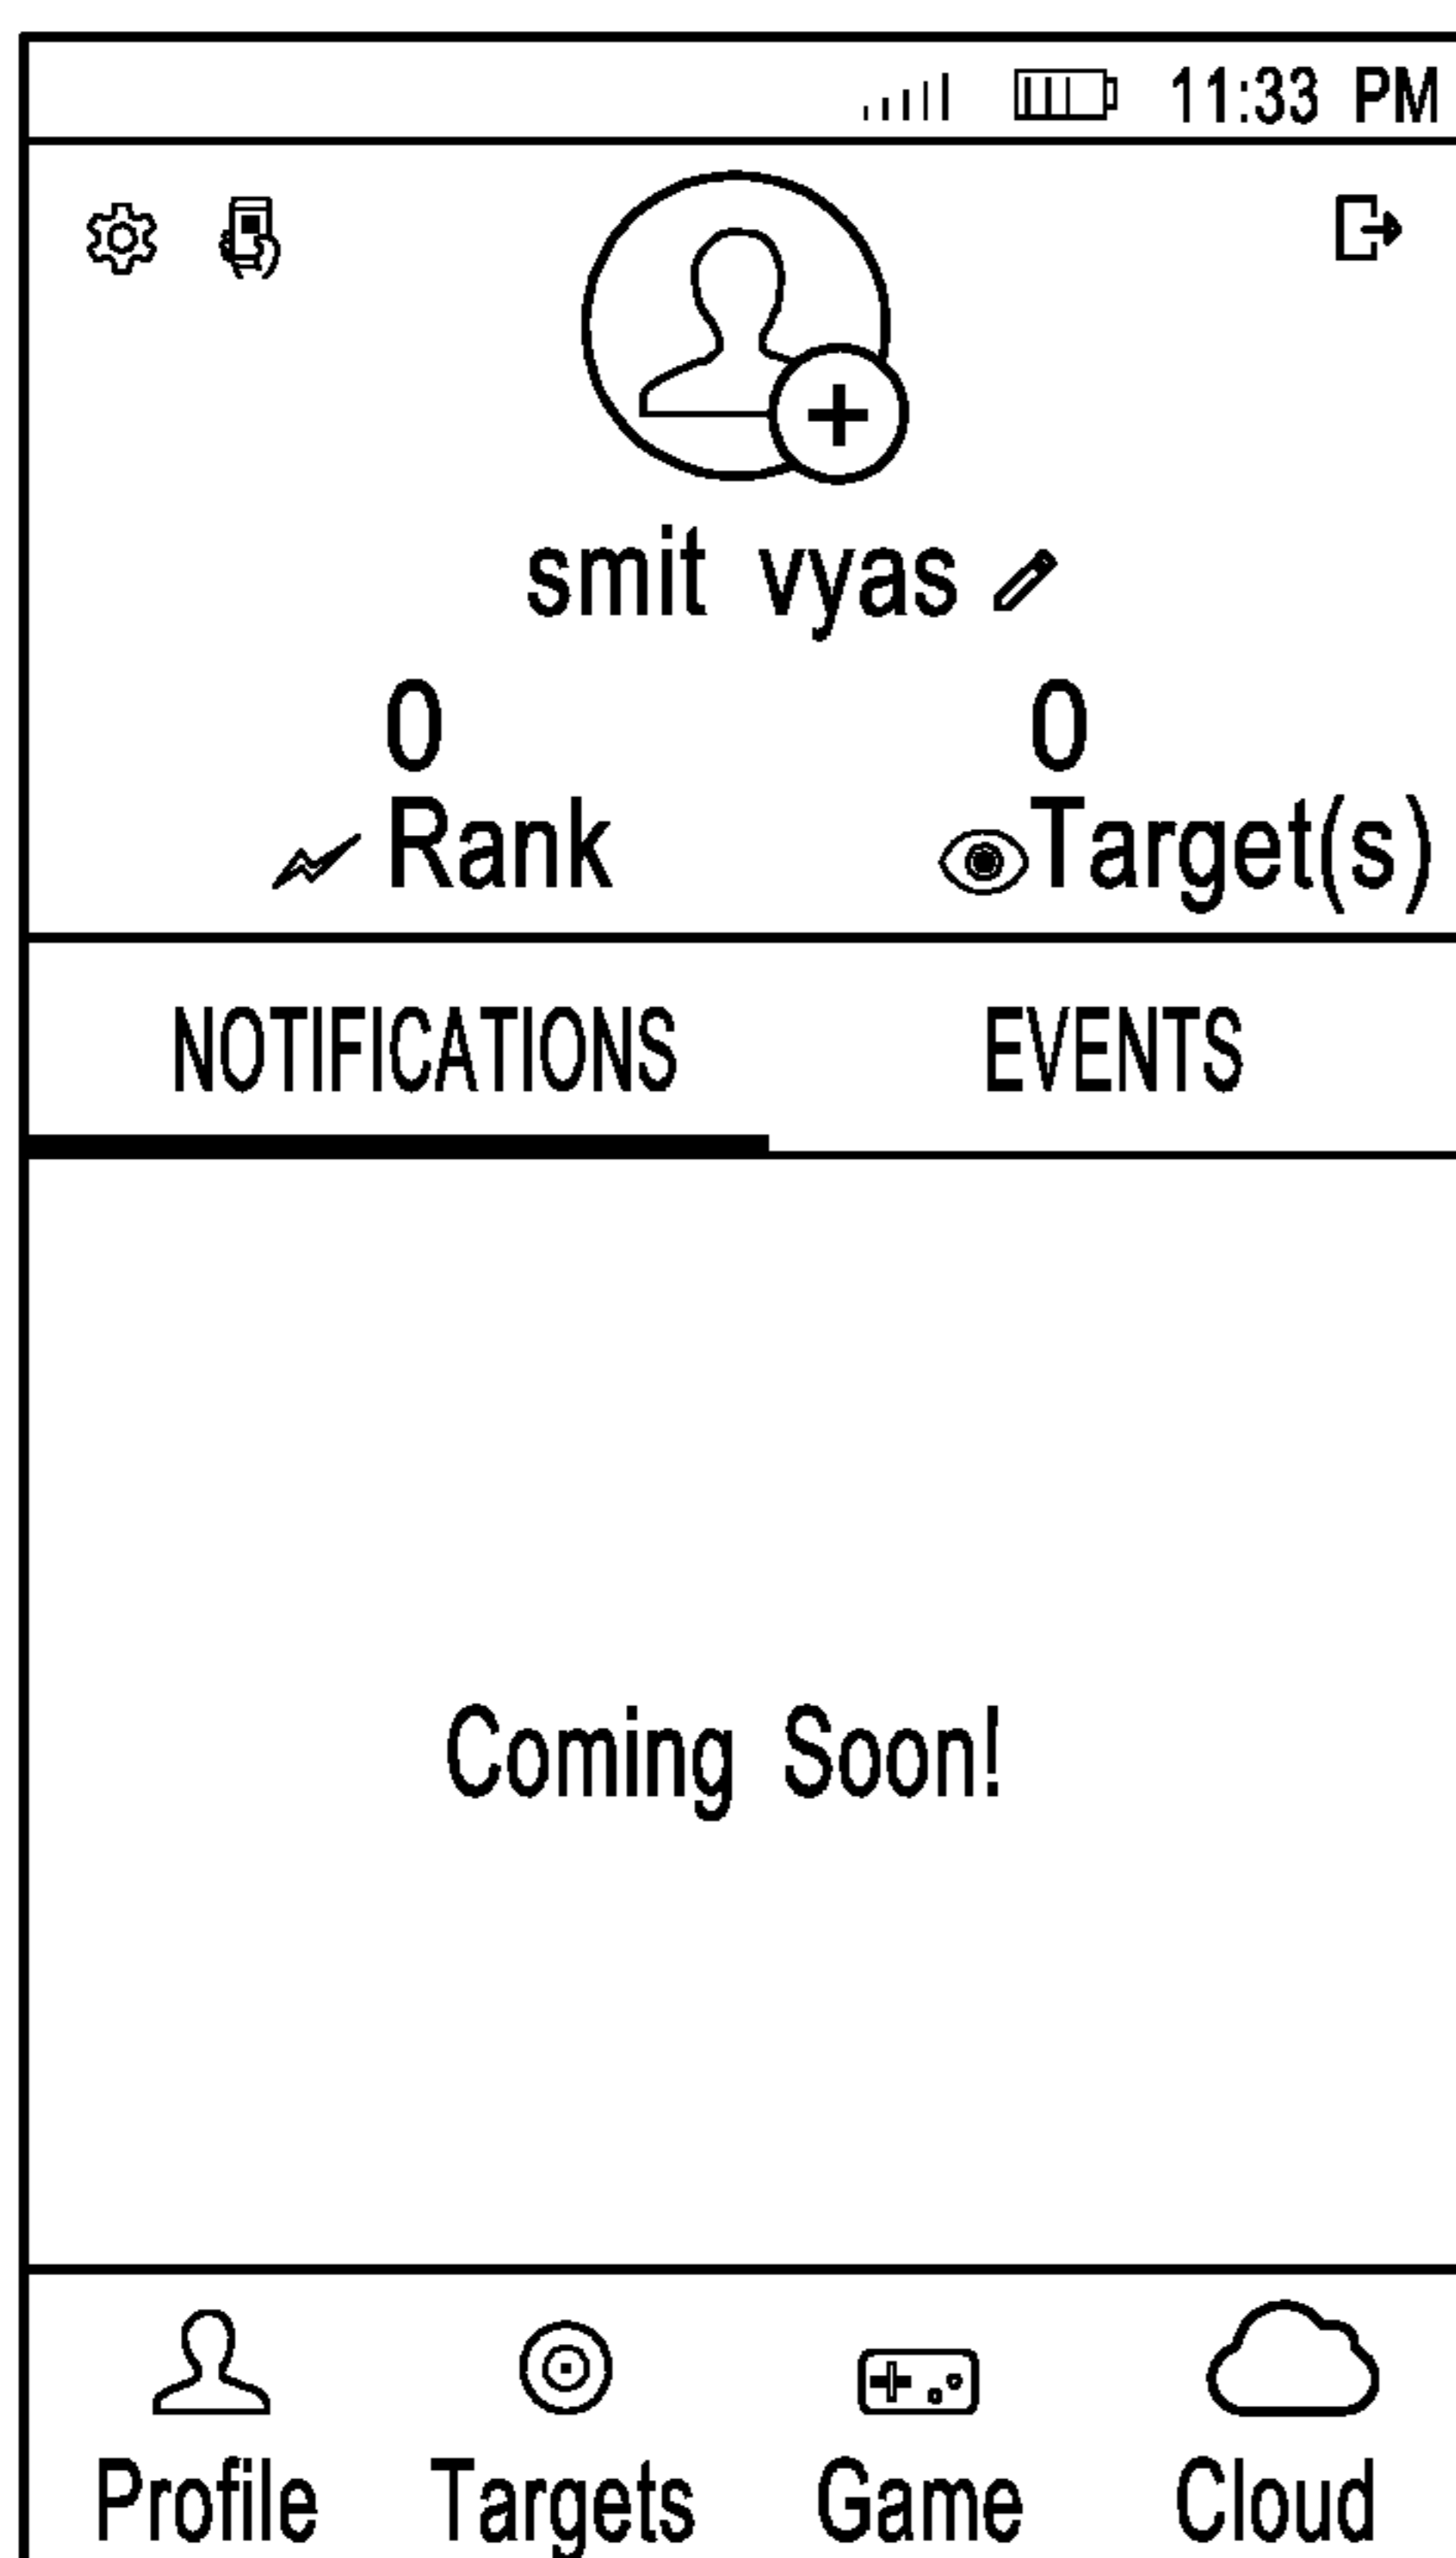 11:33 PM
smit vyas
0 0
Rank Target(s)
NOTIFICATIONS EVENTS
Coming Soon!
Profile Targets Game Cloud